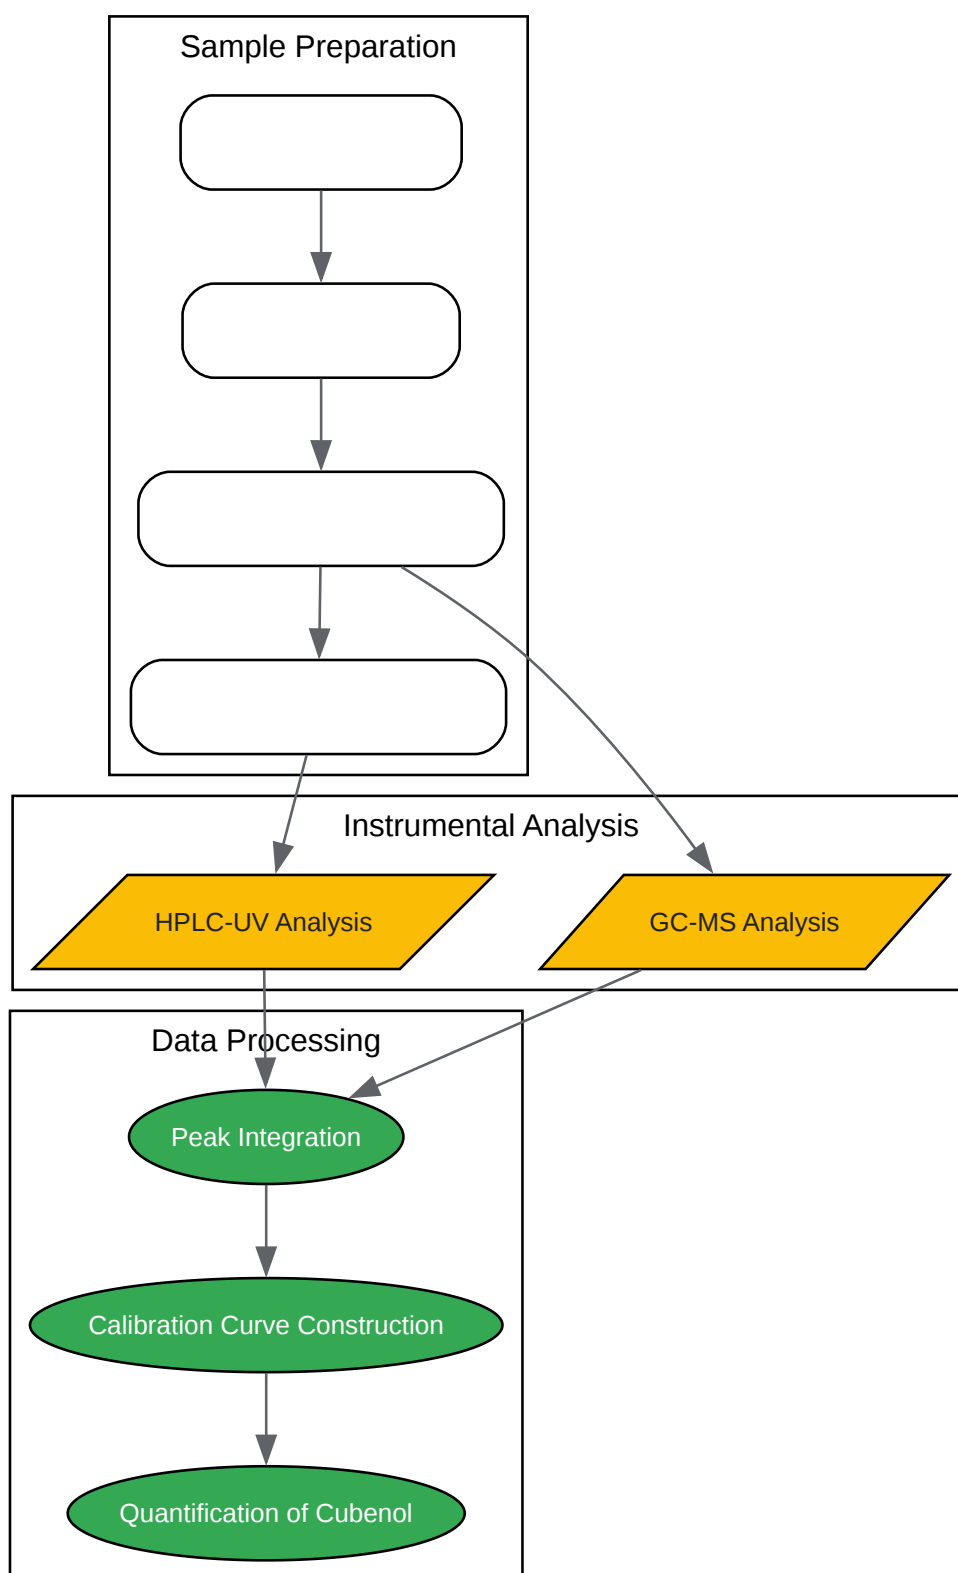 Sample Preparation
Instrumental Analysis
HPLC-UV Analysis
GC-MS Analysis
Data Processing
Peak Integration
Calibration Curve Construction
Quantification of Cubenol